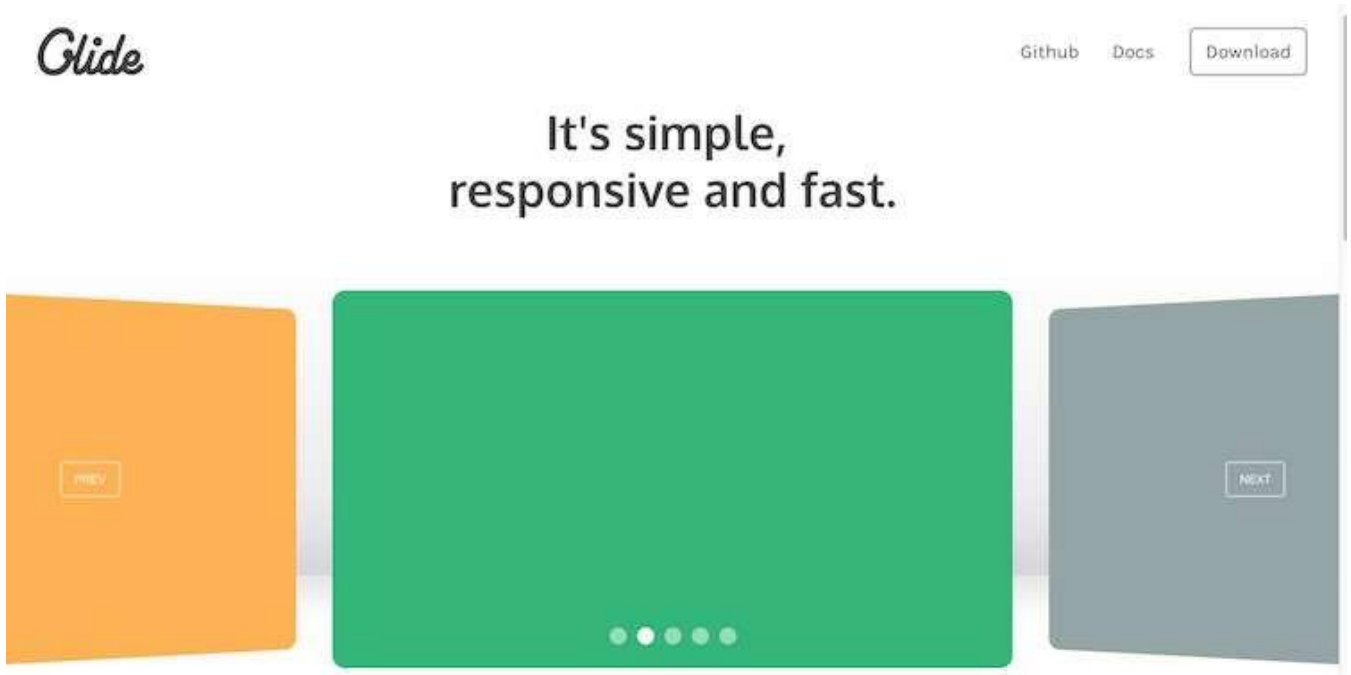 Glide
Github Docs Download
It's simple,
responsive and fast.
PREV
NEXT